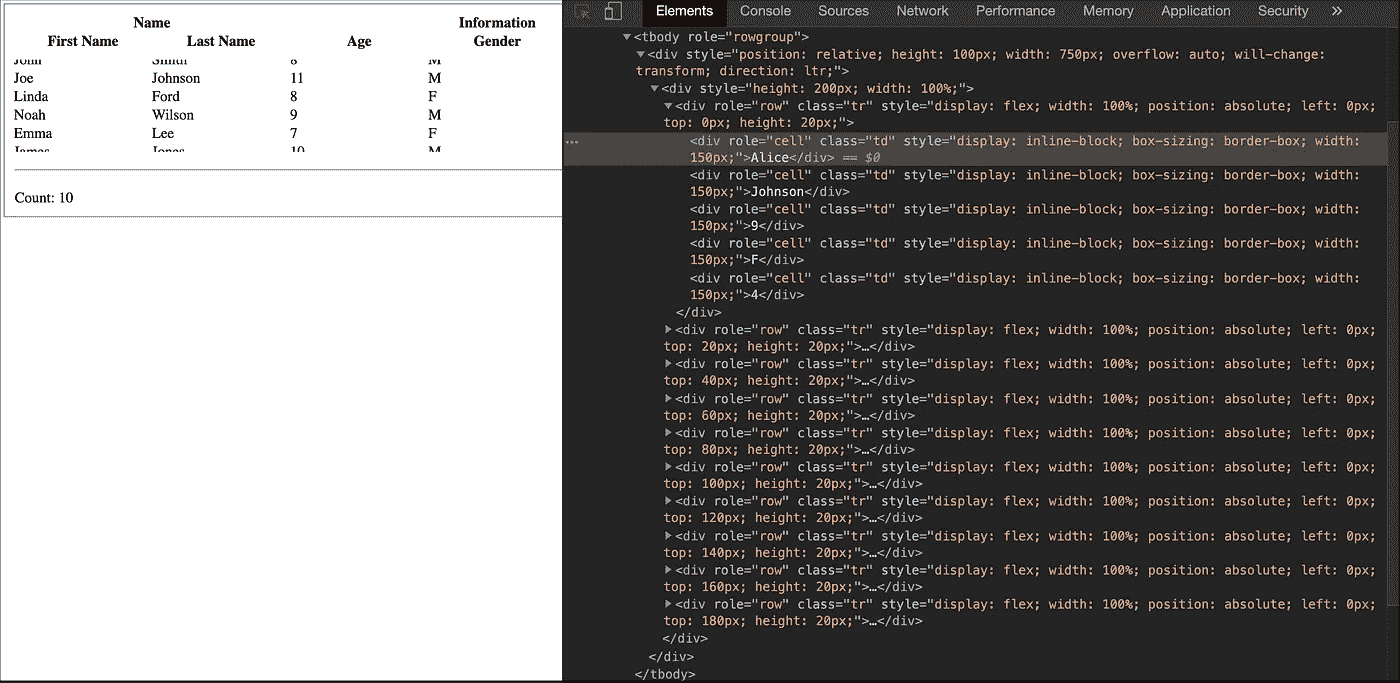 Name Information
First Name Last Name Age Gender
John Smith 8 M
Joe Johnson 11 M
Linda Ford 8 F
Noah Wilson 9 M
Emma Lee 7 F
James Jones 10 M
Count: 10
Elements Console Sources Network Performance Memory Application Security »
▼<tbody role="rowgroup">
▼<div style="position: relative; height: 100px; width: 750px; overflow: auto; will-change:
transform; direction: ltr;">
▼<div style="height: 200px; width: 100%;">
▼<div role="row" class="tr" style="display: flex; width: 100%; position: absolute; left: 0px;
top: 0px; height: 20px;">
… <div role="cell" class="td" style="display: inline-block; box-sizing: border-box; width:
150px;">Alice</div> == $0
<div role="cell" class="td" style="display: inline-block; box-sizing: border-box; width:
150px;">Johnson</div>
<div role="cell" class="td" style="display: inline-block; box-sizing: border-box; width:
150px;">9</div>
<div role="cell" class="td" style="display: inline-block; box-sizing: border-box; width:
150px;">F</div>
<div role="cell" class="td" style="display: inline-block; box-sizing: border-box; width:
150px;">4</div>
</div>
▶<div role="row" class="tr" style="display: flex; width: 100%; position: absolute; left: 0px;
top: 20px; height: 20px;">…</div>
▶<div role="row" class="tr" style="display: flex; width: 100%; position: absolute; left: 0px;
top: 40px; height: 20px;">…</div>
▶<div role="row" class="tr" style="display: flex; width: 100%; position: absolute; left: 0px;
top: 60px; height: 20px;">…</div>
▶<div role="row" class="tr" style="display: flex; width: 100%; position: absolute; left: 0px;
top: 80px; height: 20px;">…</div>
▶<div role="row" class="tr" style="display: flex; width: 100%; position: absolute; left: 0px;
top: 100px; height: 20px;">…</div>
▶<div role="row" class="tr" style="display: flex; width: 100%; position: absolute; left: 0px;
top: 120px; height: 20px;">…</div>
▶<div role="row" class="tr" style="display: flex; width: 100%; position: absolute; left: 0px;
top: 140px; height: 20px;">…</div>
▶<div role="row" class="tr" style="display: flex; width: 100%; position: absolute; left: 0px;
top: 160px; height: 20px;">…</div>
▶<div role="row" class="tr" style="display: flex; width: 100%; position: absolute; left: 0px;
top: 180px; height: 20px;">…</div>
</div>
</div>
</tbody>